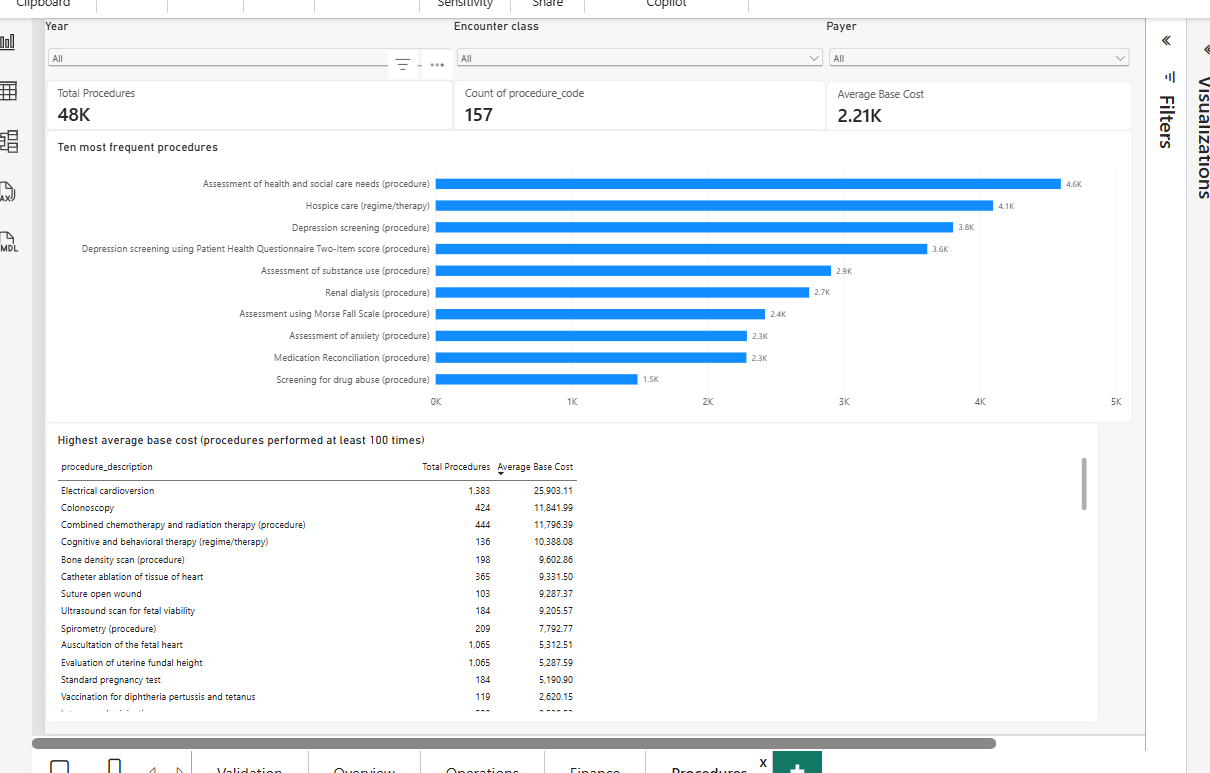 Clipboard Sensitivity Share Copilot
Year Encounter class Payer
All All All
Total Procedures Count of procedure_code Average Base Cost
48K 157 2.21K
Ten most frequent procedures
Assessment of health and social care needs (procedure) 4.6K
Hospice care (regime/therapy) 4.1K
Depression screening (procedure) 3.8K
Depression screening using Patient Health Questionnaire Two-Item score (procedure) 3.6K
Assessment of substance use (procedure) 2.9K
Renal dialysis (procedure) 2.7K
Assessment using Morse Fall Scale (procedure) 2.4K
Assessment of anxiety (procedure) 2.3K
Medication Reconciliation (procedure) 2.3K
Screening for drug abuse (procedure) 1.5K
0K 1K 2K 3K 4K 5K
Highest average base cost (procedures performed at least 100 times)
procedure_description Total Procedures Average Base Cost
Electrical cardioversion 1,383 25,903.11
Colonoscopy 424 11,841.99
Combined chemotherapy and radiation therapy (procedure) 444 11,796.39
Cognitive and behavioral therapy (regime/therapy) 136 10,388.08
Bone density scan (procedure) 198 9,602.86
Catheter ablation of tissue of heart 365 9,331.50
Suture open wound 103 9,287.37
Ultrasound scan for fetal viability 184 9,205.57
Spirometry (procedure) 209 7,792.77
Auscultation of the fetal heart 1,065 5,312.51
Evaluation of uterine fundal height 1,065 5,287.59
Standard pregnancy test 184 5,190.90
Vaccination for diphtheria pertussis and tetanus 119 2,620.15
Filters
Visualizations
MDL
Validation Overview Operations Finance Procedures x +